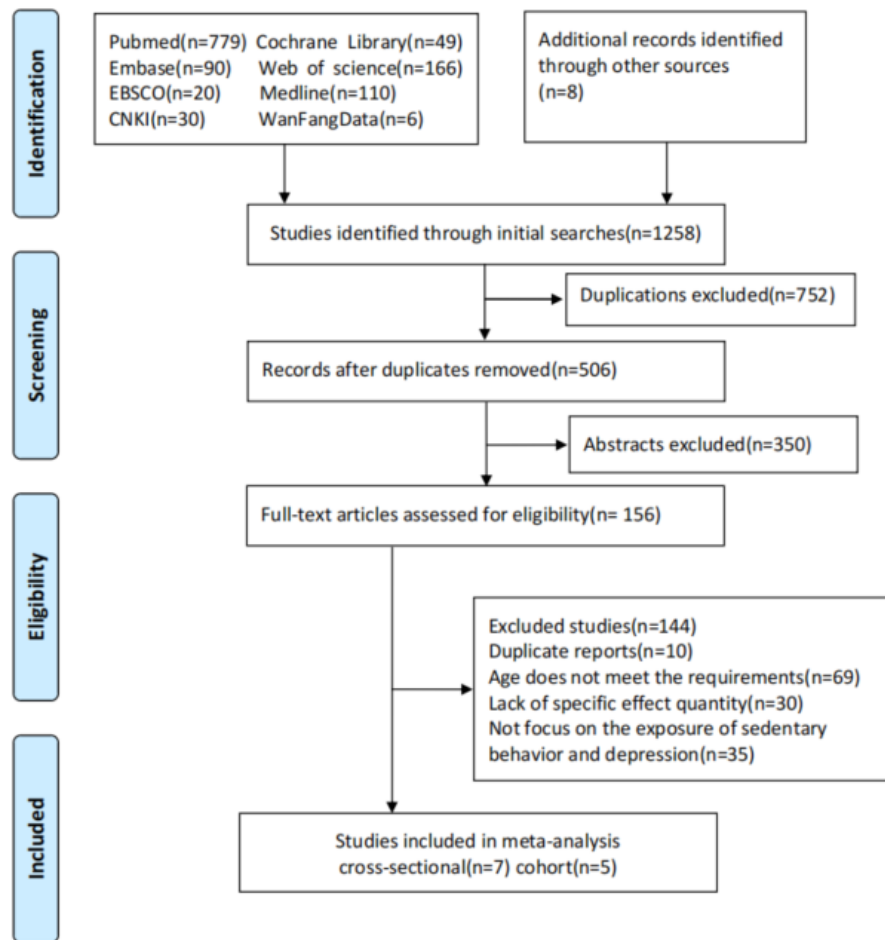 Identification
Pubmed(n=779) Cochrane Library(n=49)
Embase(n=90) Web of science(n=166)
EBSCO(n=20) Medline(n=110)
CNKI(n=30) WanFangData(n=6)
Additional records identified
through other sources
(n=8)
Studies identified through initial searches(n=1258)
Screening
Duplications excluded(n=752)
Records after duplicates removed(n=506)
Abstracts excluded(n=350)
Eligibility
Full-text articles assessed for eligibility(n= 156)
Excluded studies(n=144)
Duplicate reports(n=10)
Age does not meet the requirements(n=69)
Lack of specific effect quantity(n=30)
Not focus on the exposure of sedentary
behavior and depression(n=35)
Included
Studies included in meta-analysis
cross-sectional(n=7) cohort(n=5)